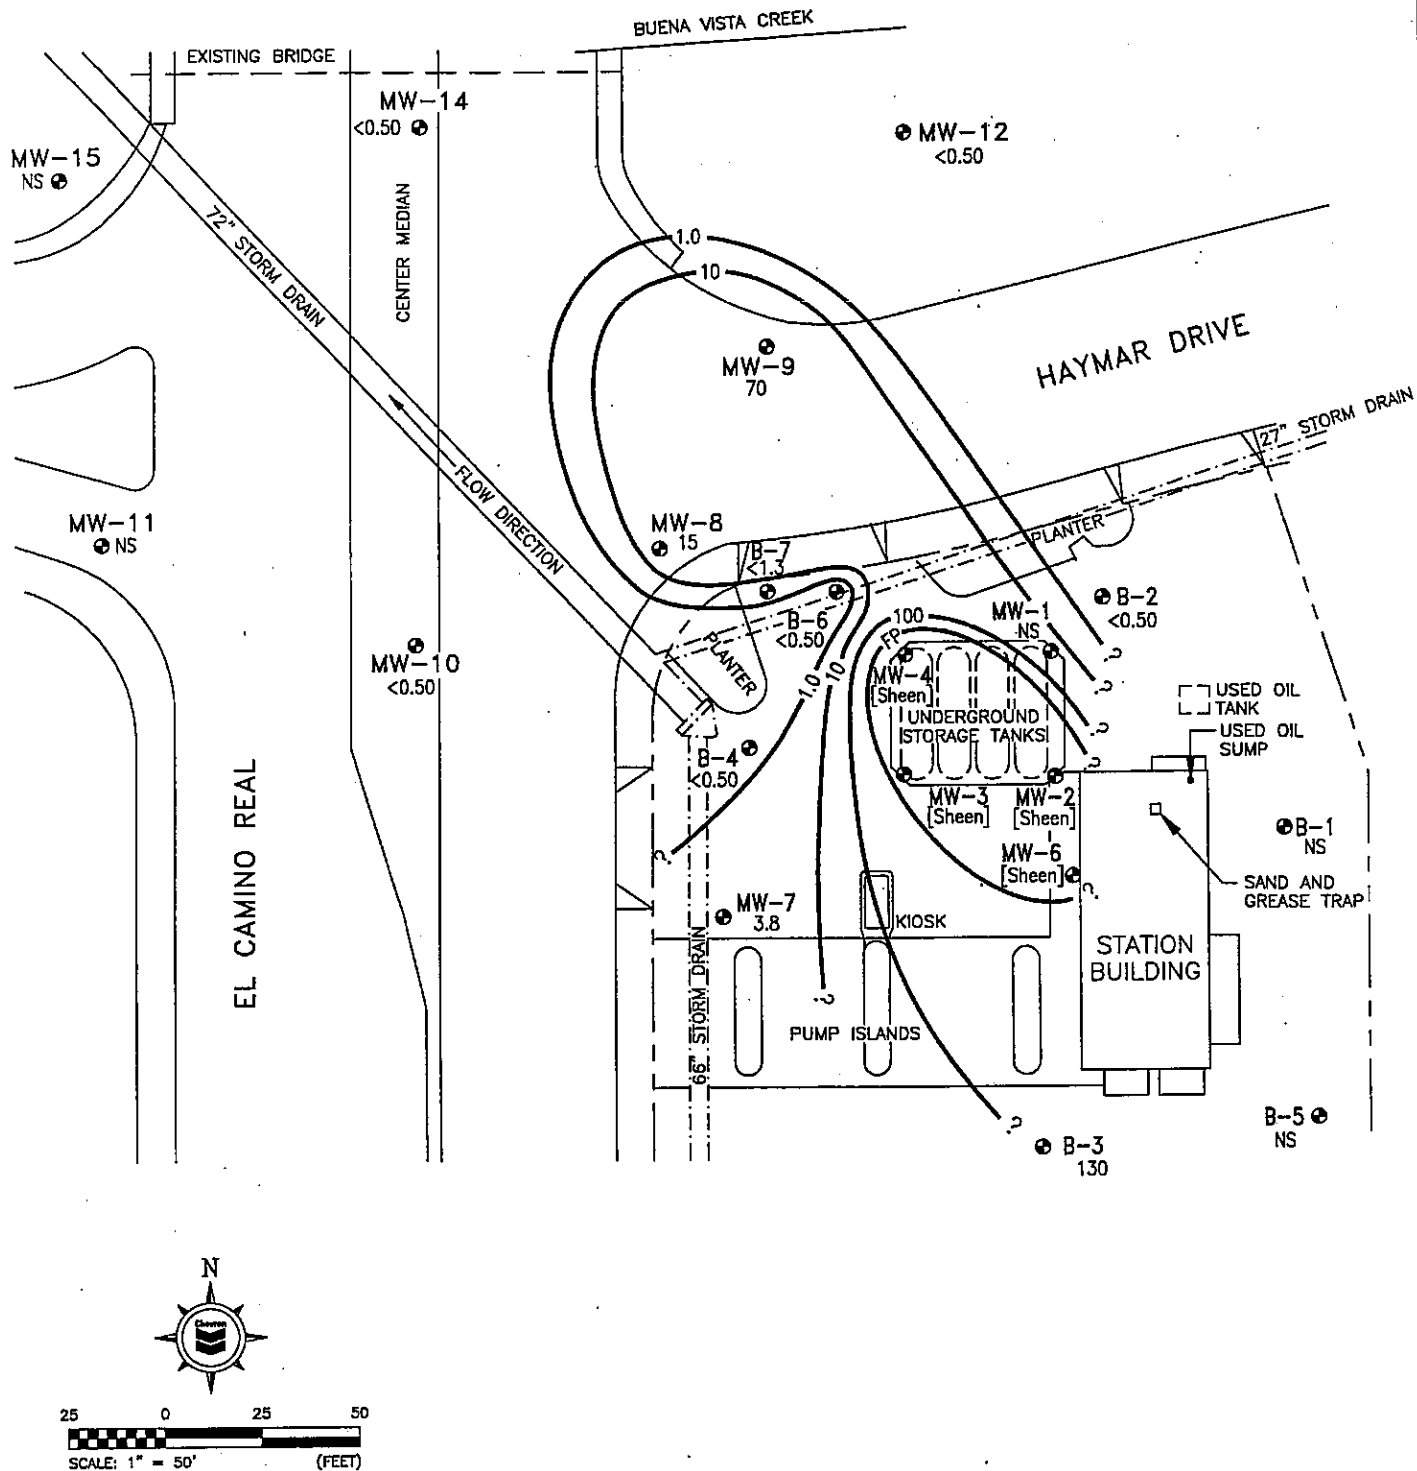 BUENA VISTA CREEK
EXISTING BRIDGE
MW-14
<0.50
MW-12
<0.50
MW-15
NS
72" STORM DRAIN
CENTER MEDIAN
1.0
10
MW-9
70
HAYMAR DRIVE
27" STORM DRAIN
FLOW DIRECTION
MW-11
NS
MW-8
15
B-7
<1.3
PLANTER
B-6
<0.50
MW-1
NS
B-2
<0.50
100
FP
MW-10
<0.50
PLANTER
1.0
10
MW-4
[Sheen]
?
?
?
?
UNDERGROUND
STORAGE TANKS
USED OIL
TANK
USED OIL
SUMP
B-4
<0.50
MW-3
[Sheen]
MW-2
[Sheen]
EL CAMINO REAL
?
MW-6
[Sheen]
?
B-1
NS
SAND AND
GREASE TRAP
MW-7
3.8
KIOSK
STATION
BUILDING
66" STORM DRAIN
?
PUMP ISLANDS
?
B-3
130
B-5
NS
N
Chevron
25 0 25 50
SCALE: 1" = 50' (FEET)